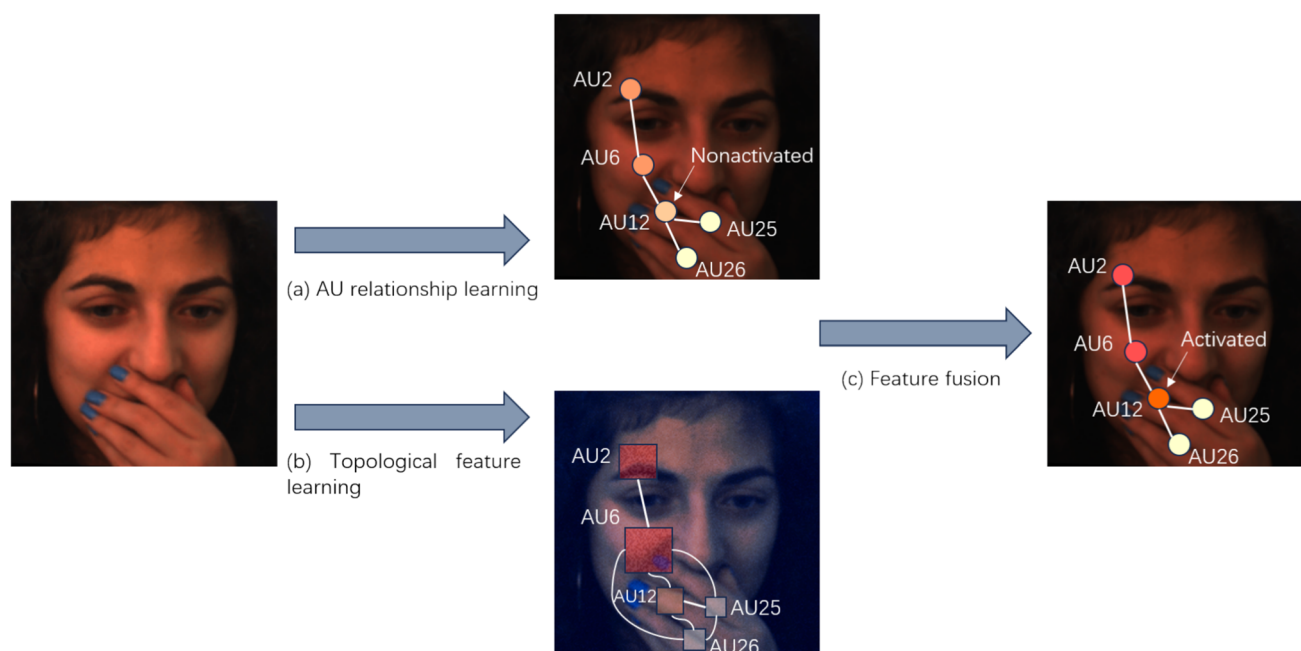 AU2
AU6
Nonactivated
AU12
AU25
AU26
(a) AU relationship learning
AU2
AU6
Activated
AU12
AU25
AU26
(c) Feature fusion
(b) Topological feature
learning
AU2
AU6
AU12
AU25
AU26